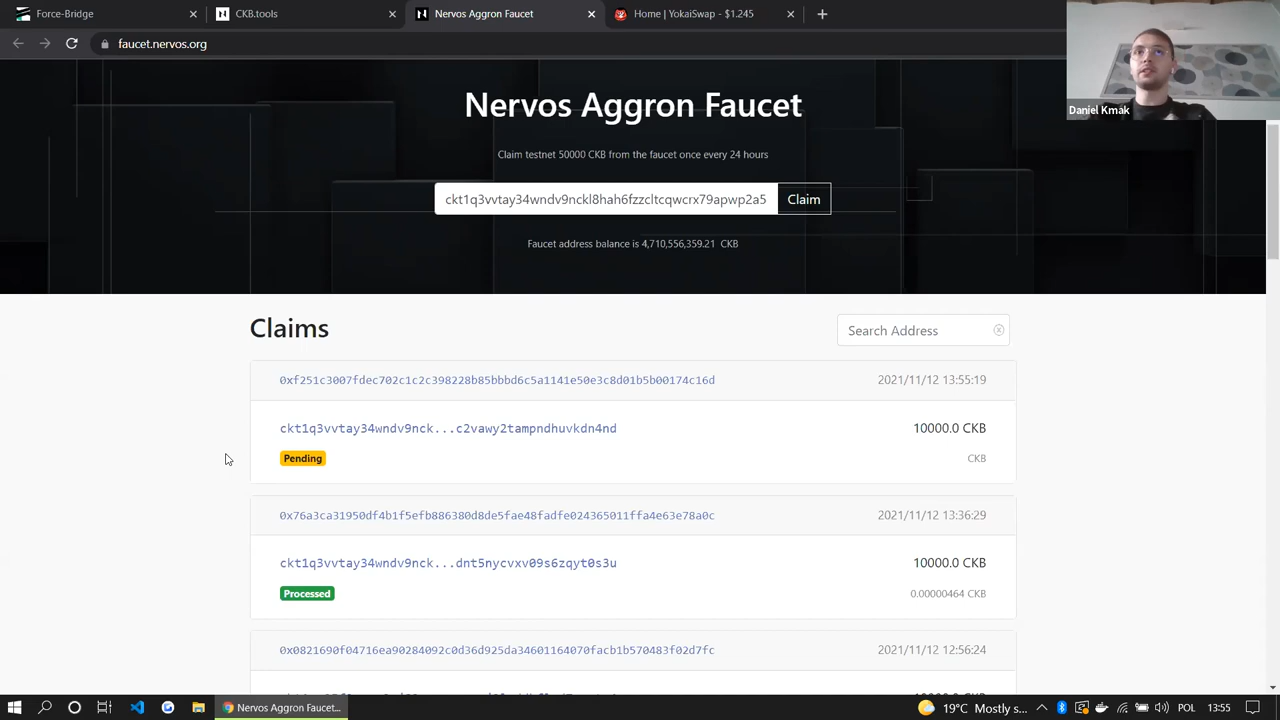 Force-Bridge
CKB.tools
Nervos Aggron Faucet
Home | YokaiSwap - $1.245
faucet.nervos.org
Daniel Kmak
Nervos Aggron Faucet
Claim testnet 50000 CKB from the faucet once every 24 hours
ckt1q3vvtay34wndv9nckl8hah6fzzcltcqwcrx79apwp2a5
Claim
Faucet address balance is 4,710,556,359.21 CKB
Claims
Search Address
0xf251c3007fdec702c1c2c398228b85bbbd6c5a1141e50e3c8d01b5b00174c16d 2021/11/12 13:55:19
ckt1q3vvtay34wndv9nck...c2vawy2tampndhuvkdn4nd 10000.0 CKB
Pending CKB
0x76a3ca31950df4b1f5efb886380d8de5fae48fadfe024365011ffa4e63e78a0c 2021/11/12 13:36:29
ckt1q3vvtay34wndv9nck...dnt5nycvxv09s6zqyt0s3u 10000.0 CKB
Processed 0.00000464 CKB
0x0821690f04716ea90284092c0d36d925da34601164070facb1b570483f02d7fc 2021/11/12 12:56:24
Nervos Aggron Faucet...
19°C Mostly s...
POL
13:55